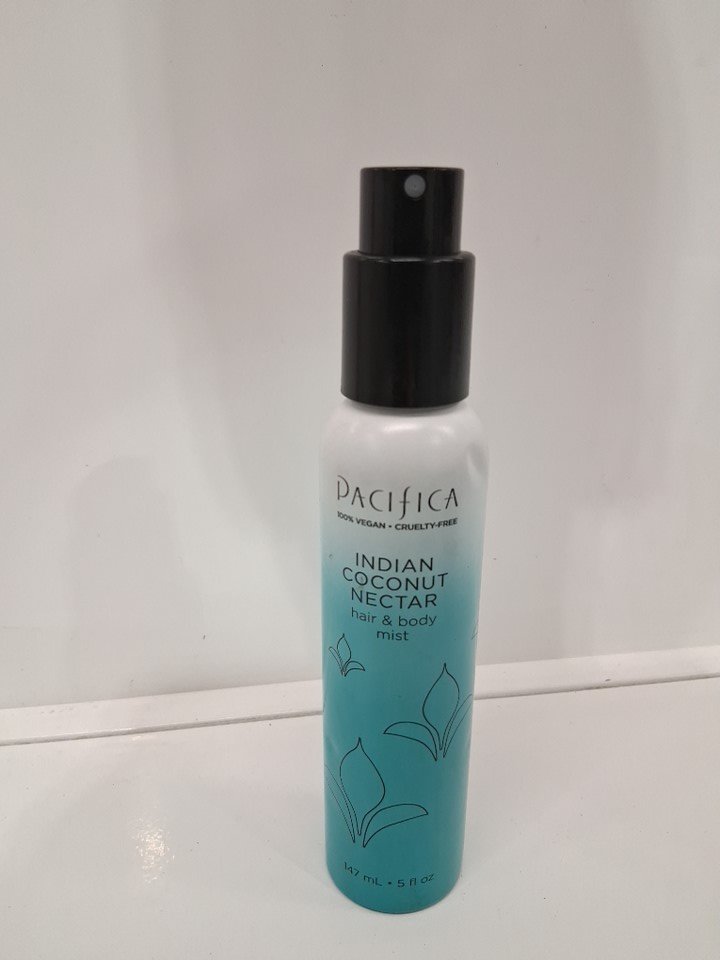 PACIFICA
100% VEGAN • CRUELTY-FREE
INDIAN
COCONUT
NECTAR
hair & body
mist
147 mL • 5 fl oz